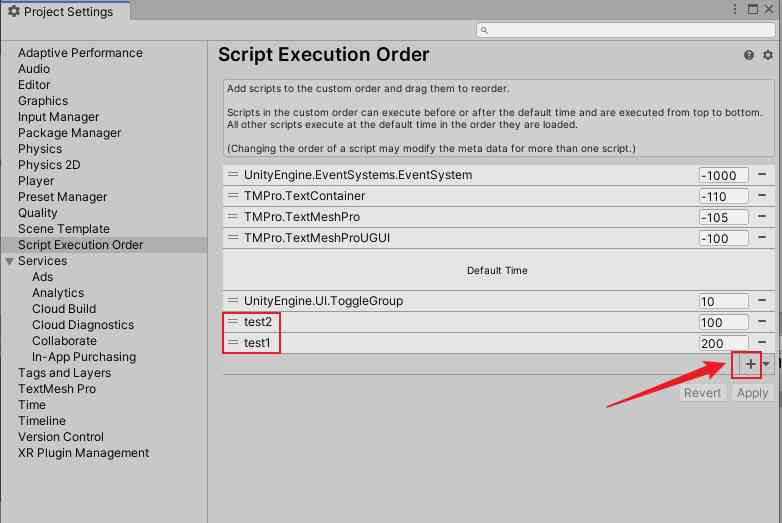 Project Settings
Adaptive Performance
Audio
Editor
Graphics
Input Manager
Package Manager
Physics
Physics 2D
Player
Preset Manager
Quality
Scene Template
Script Execution Order
Services
Ads
Analytics
Cloud Build
Cloud Diagnostics
Collaborate
In-App Purchasing
Tags and Layers
TextMesh Pro
Time
Timeline
Version Control
XR Plugin Management
Script Execution Order
Add scripts to the custom order and drag them to reorder.
Scripts in the custom order can execute before or after the default time and are executed from top to bottom.
All other scripts execute at the default time in the order they are loaded.
(Changing the order of a script may modify the meta data for more than one script.)
UnityEngine.EventSystems.EventSystem -1000
TMPro.TextContainer -110
TMPro.TextMeshPro -105
TMPro.TextMeshProUGUI -100
Default Time
UnityEngine.UI.ToggleGroup 10
test2 100
test1 200
Revert Apply